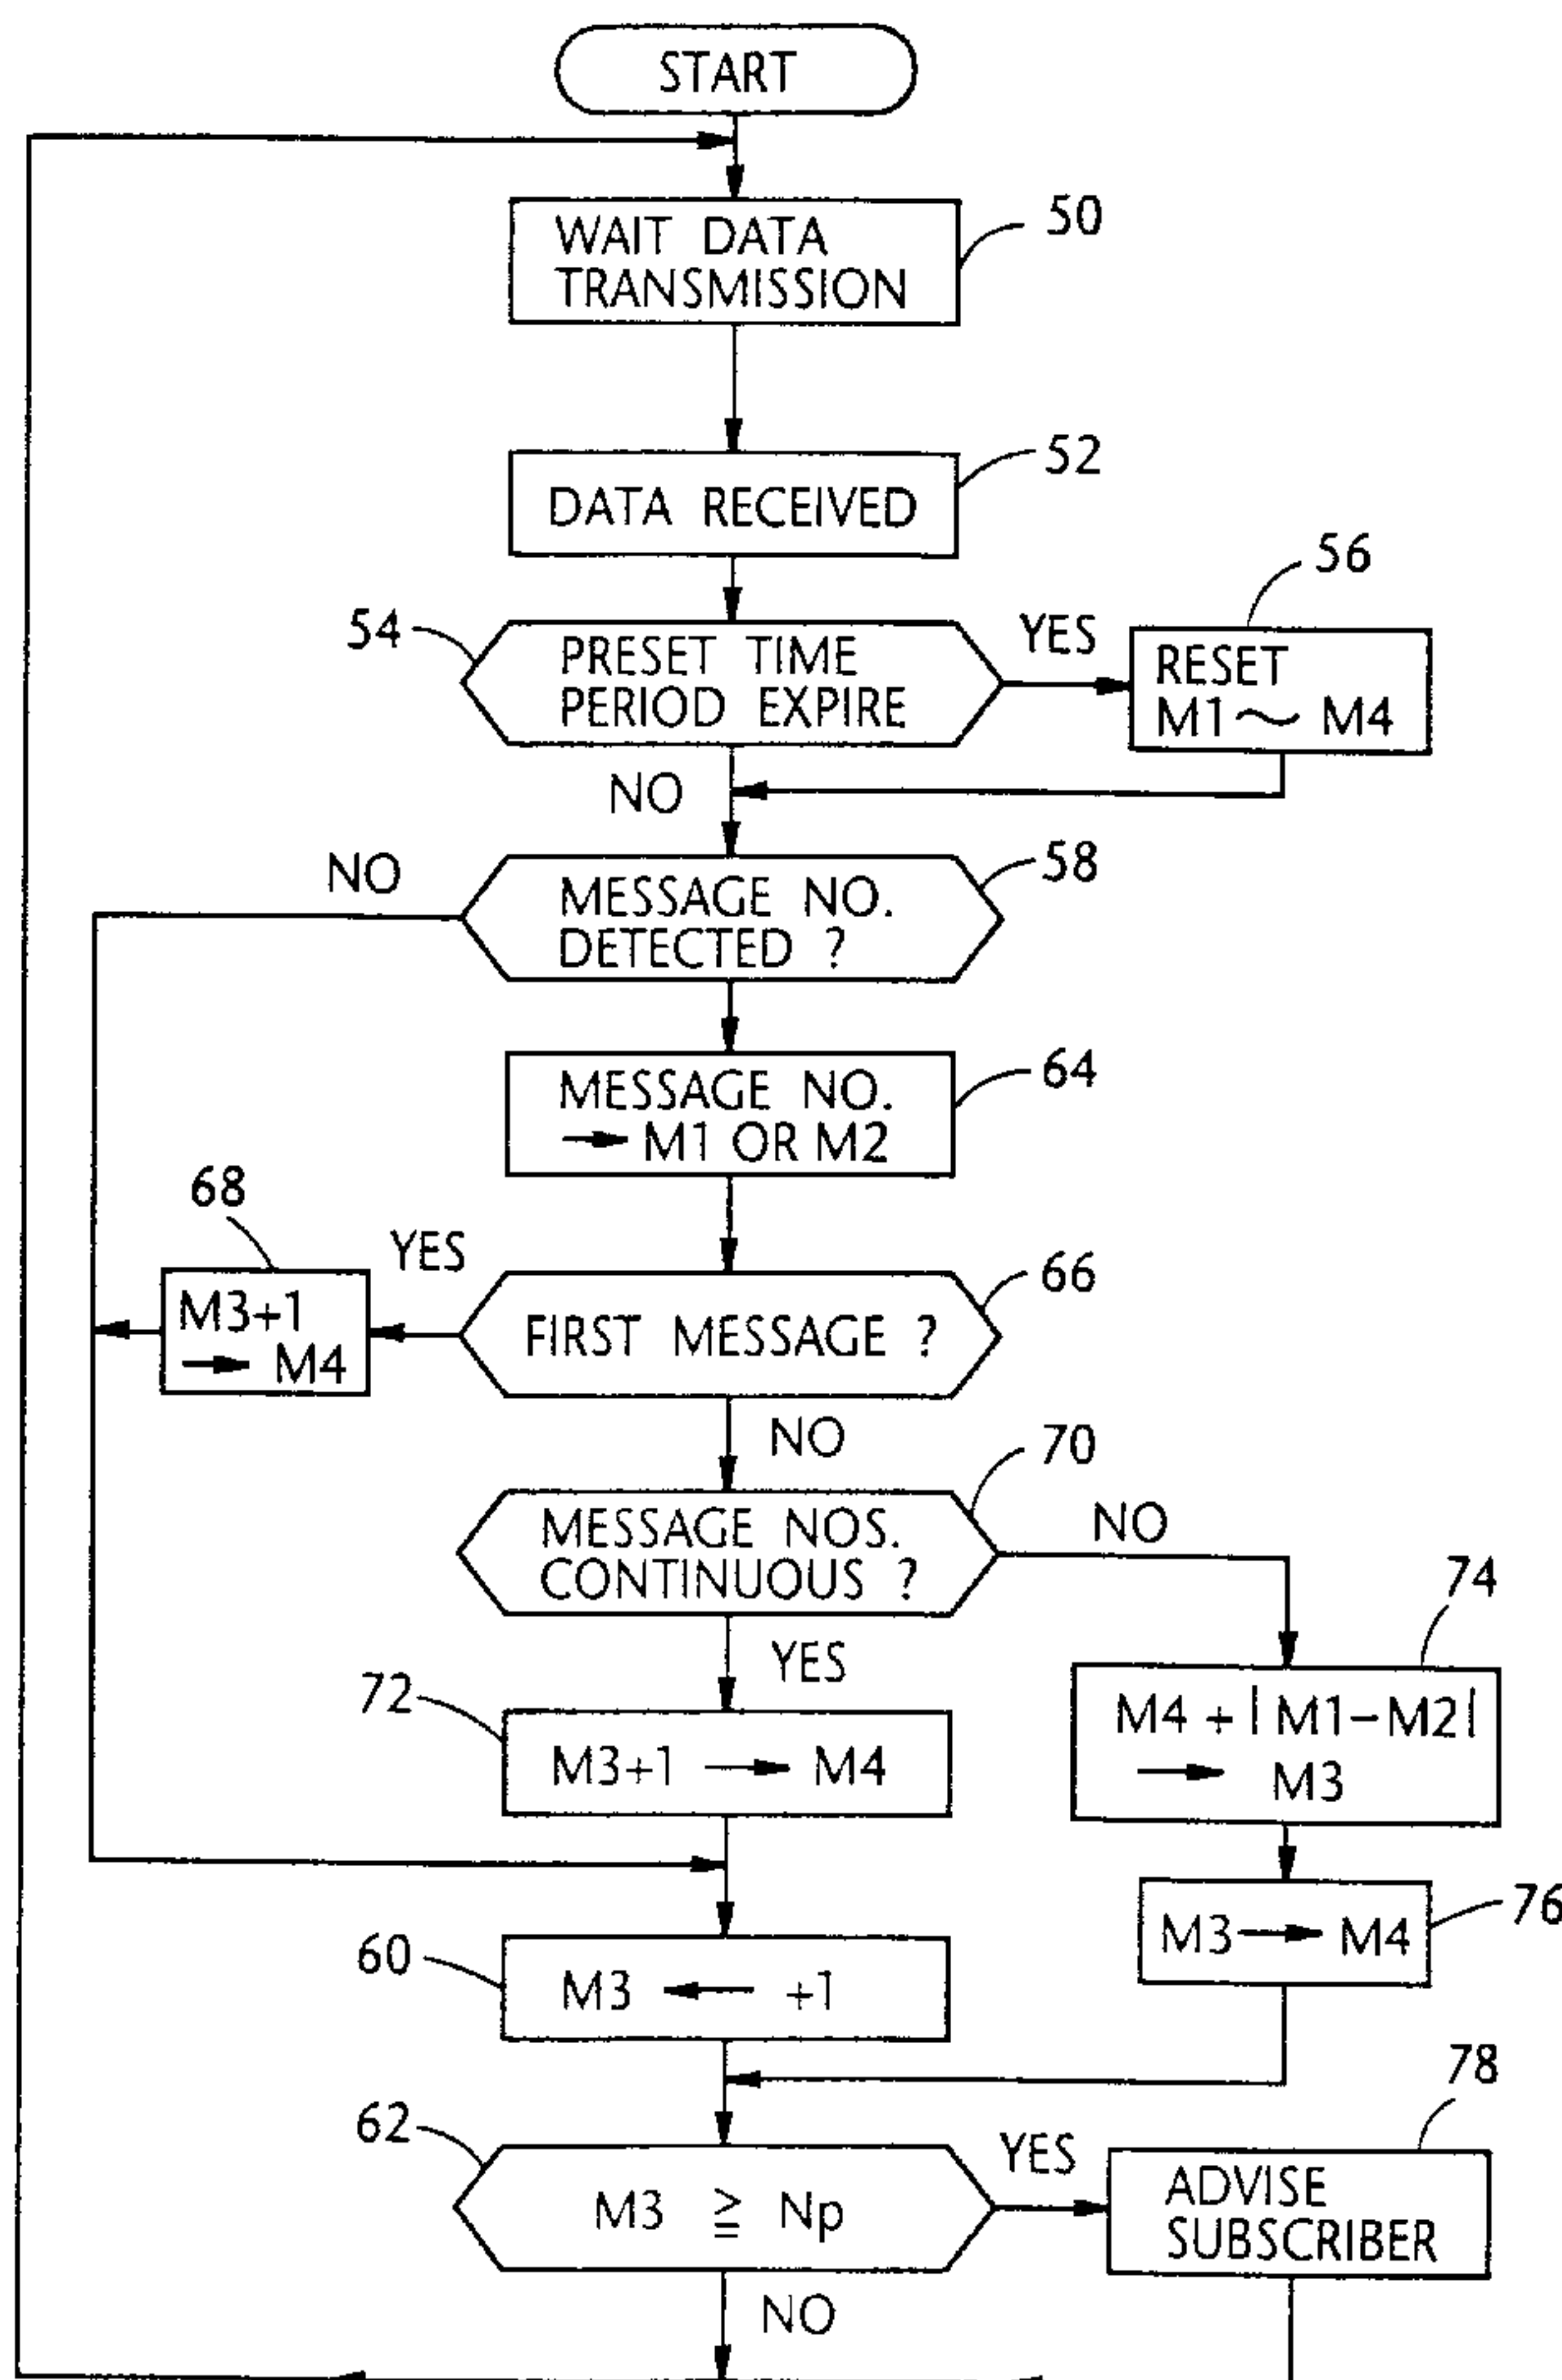 START
WAIT DATA
TRANSMISSION
50
DATA RECEIVED
52
54
PRESET TIME
PERIOD EXPIRE
YES
56
RESET
M1~ M4
NO
NO
MESSAGE NO.
DETECTED ?
58
MESSAGE NO.
→ M1 OR M2
64
68
M3+1
→ M4
YES
FIRST MESSAGE ?
66
NO
MESSAGE NOS.
CONTINUOUS ?
70
NO
74
M4 + | M1-M2|
→ M3
YES
72
M3+1 → M4
76
M3 → M4
60
M3 ← +1
62
M3 ≧ Np
YES
78
ADVISE
SUBSCRIBER
NO